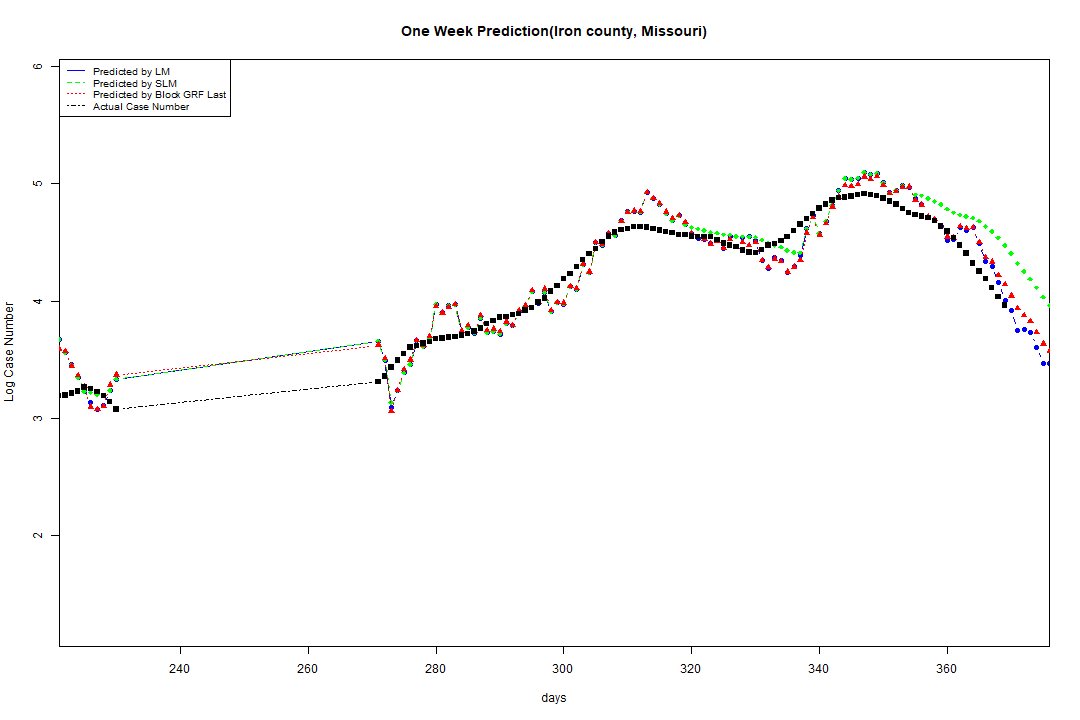 One Week Prediction(Iron county, Missouri)
Predicted by LM
Predicted by SLM
Predicted by Block GRF Last
Actual Case Number
6
5
4
3
2
Log Case Number
240 260 280 300 320 340 360
days